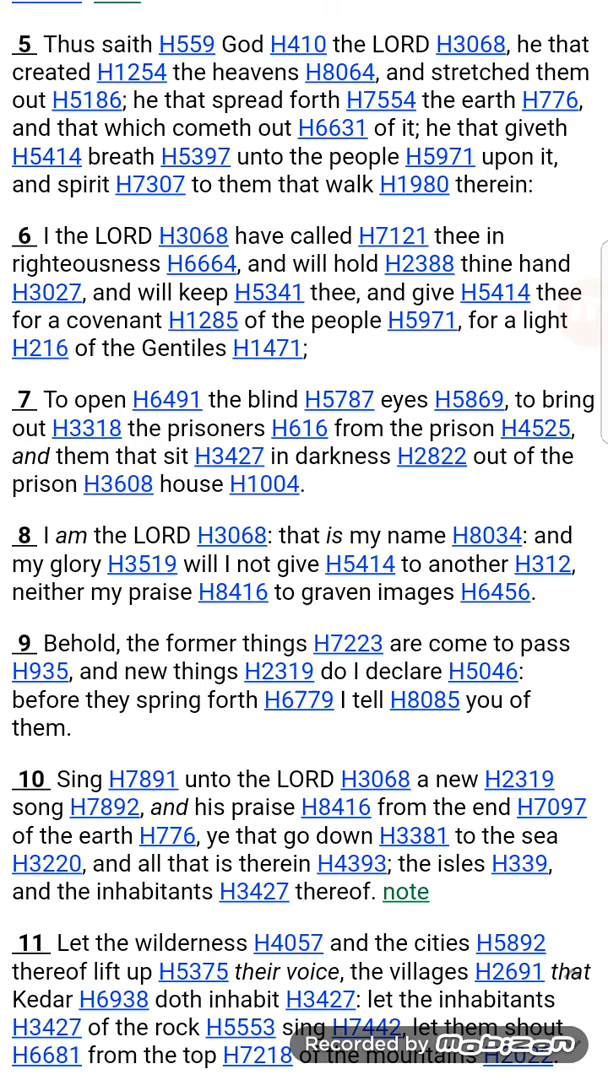 5 Thus saith H559 God H410 the LORD H3068, he that
created H1254 the heavens H8064, and stretched them
out H5186; he that spread forth H7554 the earth H776,
and that which cometh out H6631 of it; he that giveth
H5414 breath H5397 unto the people H5971 upon it,
and spirit H7307 to them that walk H1980 therein:
6 I the LORD H3068 have called H7121 thee in
righteousness H6664, and will hold H2388 thine hand
H3027, and will keep H5341 thee, and give H5414 thee
for a covenant H1285 of the people H5971, for a light
H216 of the Gentiles H1471;
7 To open H6491 the blind H5787 eyes H5869, to bring
out H3318 the prisoners H616 from the prison H4525,
and them that sit H3427 in darkness H2822 out of the
prison H3608 house H1004.
8 I am the LORD H3068: that is my name H8034: and
my glory H3519 will I not give H5414 to another H312,
neither my praise H8416 to graven images H6456.
9 Behold, the former things H7223 are come to pass
H935, and new things H2319 do I declare H5046:
before they spring forth H6779 I tell H8085 you of
them.
10 Sing H7891 unto the LORD H3068 a new H2319
song H7892, and his praise H8416 from the end H7097
of the earth H776, ye that go down H3381 to the sea
H3220, and all that is therein H4393; the isles H339,
and the inhabitants H3427 thereof. note
11 Let the wilderness H4057 and the cities H5892
thereof lift up H5375 their voice, the villages H2691 that
Kedar H6938 doth inhabit H3427: let the inhabitants
H3427 of the rock H5553 sing H7442, let them shout
H6681 from the top H7218 of the mountains H2022.
Recorded by Mobizen